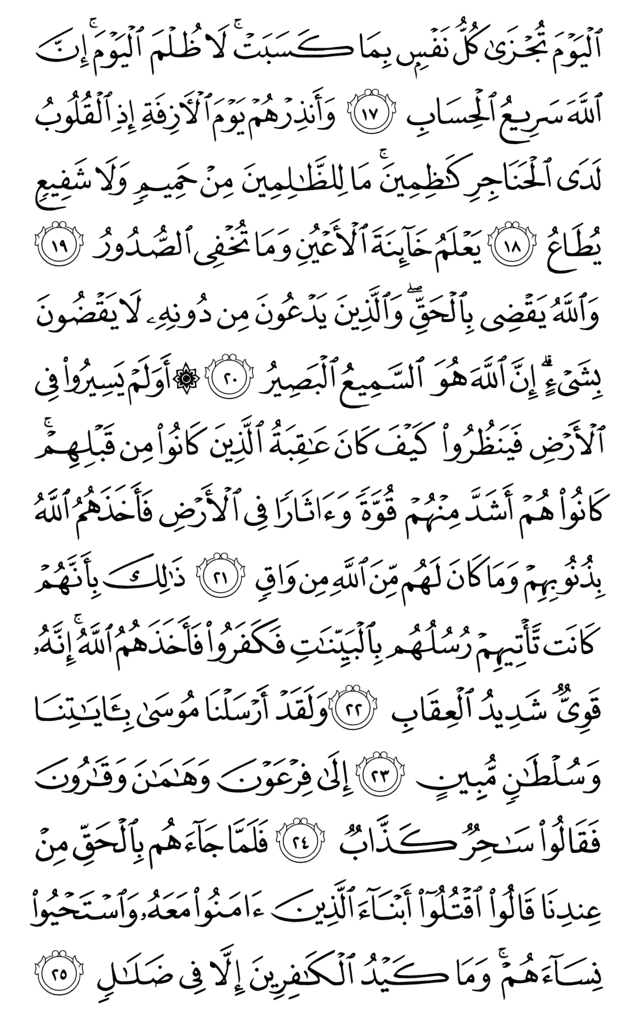 ٱلۡيَوۡمَ تُجۡزَىٰ كُلُّ نَفۡسِۭ بِمَا كَسَبَتۡۚ لَا ظُلۡمَ ٱلۡيَوۡمَۚ إِنَّ
ٱللَّهَ سَرِيعُ ٱلۡحِسَابِ ١٧ وَأَنذِرۡهُمۡ يَوۡمَ ٱلۡأٓزِفَةِ إِذِ ٱلۡقُلُوبُ
لَدَى ٱلۡحَنَاجِرِ كَٰظِمِينَۚ مَا لِلظَّٰلِمِينَ مِنۡ حَمِيمٖ وَلَا شَفِيعٖ
يُطَاعُ ١٨ يَعۡلَمُ خَآئِنَةَ ٱلۡأَعۡيُنِ وَمَا تُخۡفِي ٱلصُّدُورُ ١٩
وَٱللَّهُ يَقۡضِي بِٱلۡحَقِّۖ وَٱلَّذِينَ يَدۡعُونَ مِن دُونِهِۦ لَا يَقۡضُونَ
بِشَيۡءٍۗ إِنَّ ٱللَّهَ هُوَ ٱلسَّمِيعُ ٱلۡبَصِيرُ ٢٠ ۞ أَوَلَمۡ يَسِيرُواْ فِي
ٱلۡأَرۡضِ فَيَنظُرُواْ كَيۡفَ كَانَ عَٰقِبَةُ ٱلَّذِينَ كَانُواْ مِن قَبۡلِهِمۡۚ
كَانُواْ هُمۡ أَشَدَّ مِنۡهُمۡ قُوَّةٗ وَءَاثَارٗا فِي ٱلۡأَرۡضِ فَأَخَذَهُمُ ٱللَّهُ
بِذُنُوبِهِمۡ وَمَا كَانَ لَهُم مِّنَ ٱللَّهِ مِن وَاقٖ ٢١ ذَٰلِكَ بِأَنَّهُمۡ
كَانَت تَّأۡتِيهِمۡ رُسُلُهُم بِٱلۡبَيِّنَٰتِ فَكَفَرُواْ فَأَخَذَهُمُ ٱللَّهُۚ إِنَّهُۥ
قَوِيّٞ شَدِيدُ ٱلۡعِقَابِ ٢٢ وَلَقَدۡ أَرۡسَلۡنَا مُوسَىٰ بِـَٔايَٰتِنَا
وَسُلۡطَٰنٖ مُّبِينٍ ٢٣ إِلَىٰ فِرۡعَوۡنَ وَهَٰمَٰنَ وَقَٰرُونَ
فَقَالُواْ سَٰحِرٞ كَذَّابٞ ٢٤ فَلَمَّا جَآءَهُم بِٱلۡحَقِّ مِنۡ
عِندِنَا قَالُواْ ٱقۡتُلُوٓاْ أَبۡنَآءَ ٱلَّذِينَ ءَامَنُواْ مَعَهُۥ وَٱسۡتَحۡيُواْ
نِسَآءَهُمۡۚ وَمَا كَيۡدُ ٱلۡكَٰفِرِينَ إِلَّا فِي ضَلَٰلٖ ٢٥